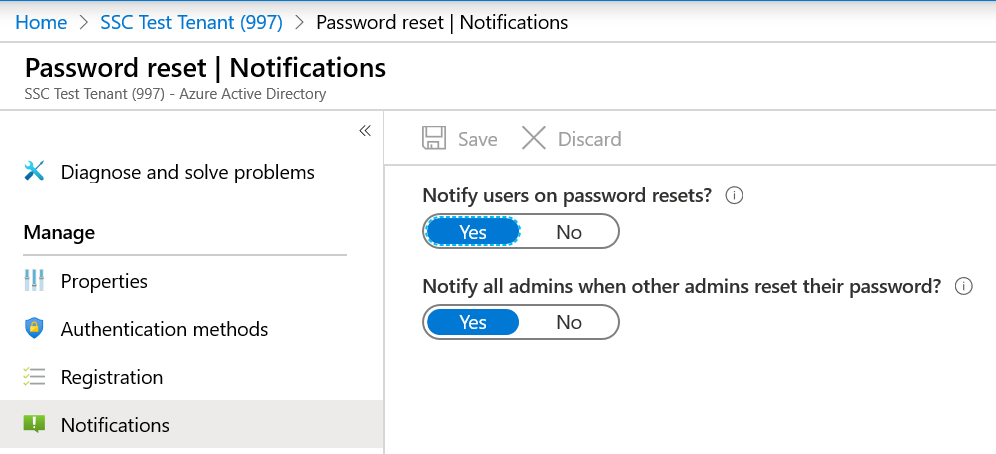 Home > SSC Test Tenant (997) > Password reset | Notifications
Password reset | Notifications
SSC Test Tenant (997) - Azure Active Directory
«
Diagnose and solve problems
Manage
Properties
Authentication methods
Registration
Notifications
Save Discard
Notify users on password resets?
Yes No
Notify all admins when other admins reset their password?
Yes No